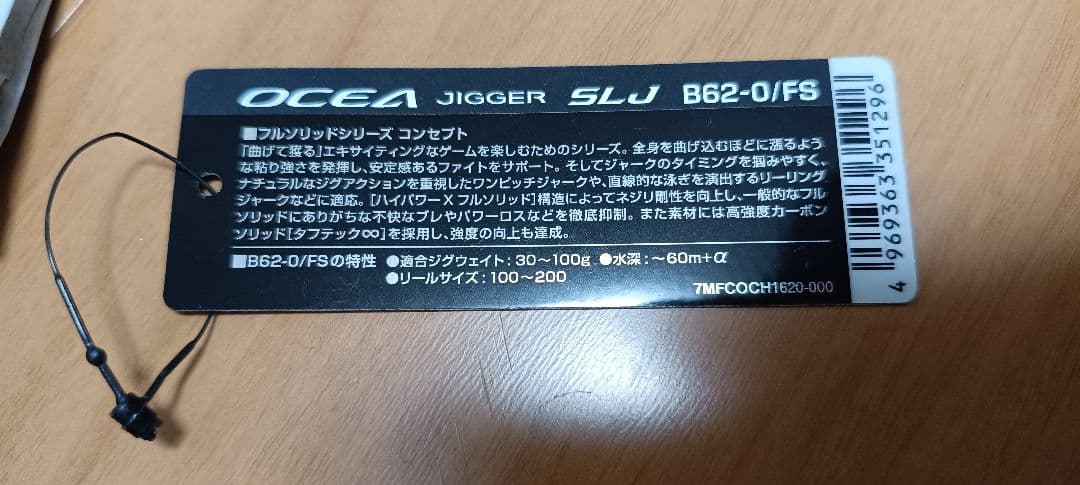 OCEA JIGGER SLJ B62-0/FS
■フルソリッドシリーズ コンセプト
「曲げて獲る」エキサイティングなゲームを楽しむためのシリーズ。全身を曲げ込むほどに漲るよう
な粘り強さを発揮し、安定感あるファイトをサポート。そしてジャークのタイミングを掴みやすく、
ナチュラルなジグアクションを重視したワンピッチジャークや、直線的な泳ぎを演出するリーリング
ジャークなどに適応。[ハイパワーXフルソリッド]構造によってネジリ剛性を向上し、一般的なフル
ソリッドにありがちな不快なブレやパワーロスなどを徹底抑制。また素材には高強度カーボン
ソリッド[タフテック∞]を採用し、強度の向上も達成。
■B62-0/FSの特性 ●適合ジグウェイト:30~100g ●水深:~60m+α
●リールサイズ:100~200
7MFCOCH1620-000
4 969363 351296